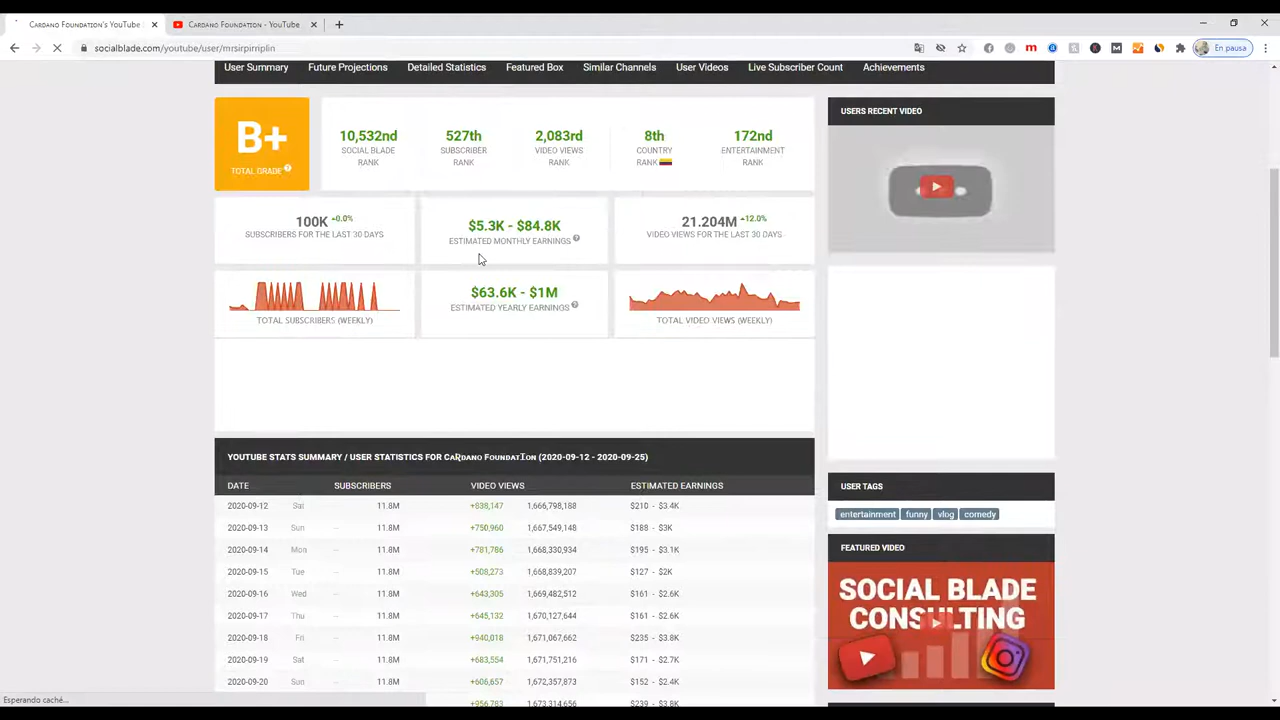 Cardano Foundation's YouTube
Cardano Foundation - YouTube
socialblade.com/youtube/user/mrsirpirriplin
En pausa
User Summary Future Projections Detailed Statistics Featured Box Similar Channels User Videos Live Subscriber Count Achievements
B+
TOTAL GRADE
10,532nd
SOCIAL BLADE
RANK
527th
SUBSCRIBER
RANK
2,083rd
VIDEO VIEWS
RANK
8th
COUNTRY
RANK
172nd
ENTERTAINMENT
RANK
USERS RECENT VIDEO
100K +0.0%
SUBSCRIBERS FOR THE LAST 30 DAYS
$5.3K - $84.8K
ESTIMATED MONTHLY EARNINGS
21.204M +12.0%
VIDEO VIEWS FOR THE LAST 30 DAYS
TOTAL SUBSCRIBERS (WEEKLY)
$63.6K - $1M
ESTIMATED YEARLY EARNINGS
TOTAL VIDEO VIEWS (WEEKLY)
YOUTUBE STATS SUMMARY / USER STATISTICS FOR CARDANO FOUNDATION (2020-09-12 - 2020-09-25)
DATE SUBSCRIBERS VIDEO VIEWS ESTIMATED EARNINGS
2020-09-12 Sat -- 11.8M +838,147 1,666,798,188 $210 - $3.4K
2020-09-13 Sun -- 11.8M +750,960 1,667,549,148 $188 - $3K
2020-09-14 Mon -- 11.8M +781,786 1,668,330,934 $195 - $3.1K
2020-09-15 Tue -- 11.8M +508,273 1,668,839,207 $127 - $2K
2020-09-16 Wed -- 11.8M +643,305 1,669,482,512 $161 - $2.6K
2020-09-17 Thu -- 11.8M +645,132 1,670,127,644 $161 - $2.6K
2020-09-18 Fri -- 11.8M +940,018 1,671,067,662 $235 - $3.8K
2020-09-19 Sat -- 11.8M +683,554 1,671,751,216 $171 - $2.7K
2020-09-20 Sun -- 11.8M +606,657 1,672,357,873 $152 - $2.4K
+956,783 1,673,314,656 $239 - $3.8K
USER TAGS
entertainment funny vlog comedy
FEATURED VIDEO
SOCIAL BLADE
CONSULTING
Esperando caché...